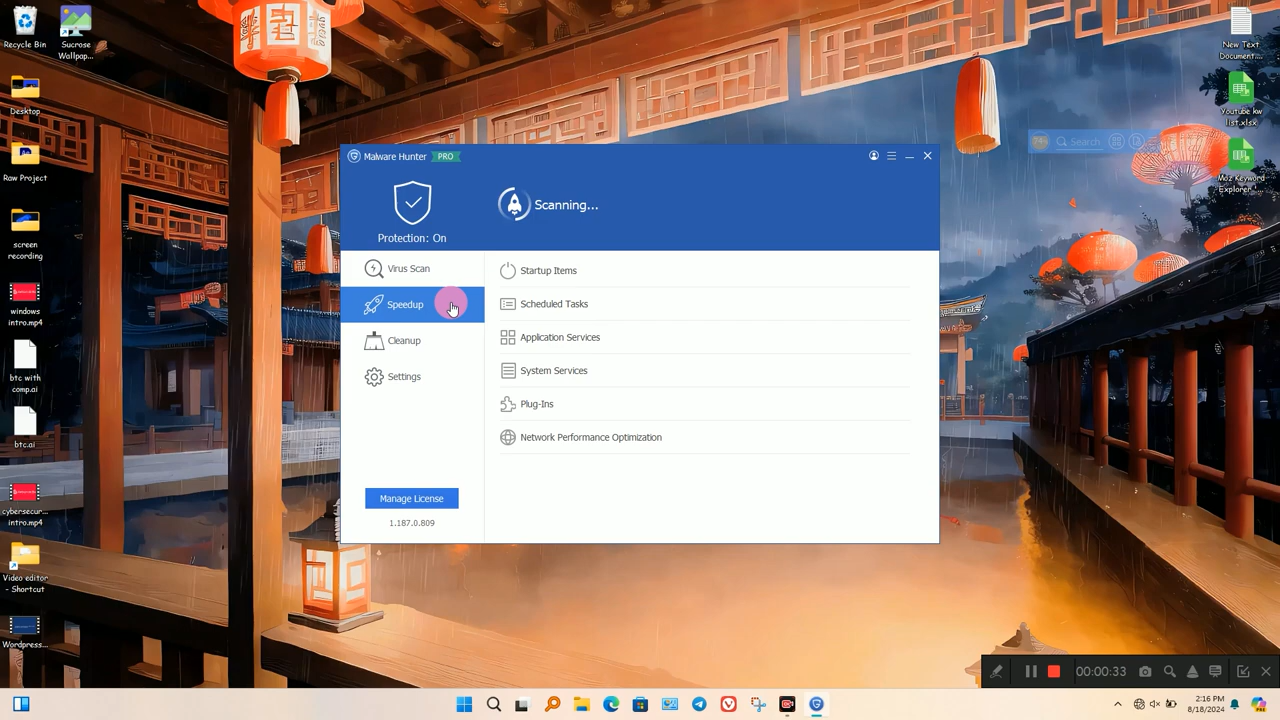 Recycle Bin
Sucrose
Wallpap...
Desktop
Raw Project
screen
recording
windows
intro.mp4
btc with
comp.ai
btc.ai
cybersecur...
intro.mp4
Video editor
- Shortcut
Wordpress...
New Text
Document....
Youtube kw
list.xlsx
Moz Keyword
Explorer '...
Search
Malware Hunter PRO
Protection: On
Scanning...
Virus Scan
Speedup
Cleanup
Settings
Manage License
1.187.0.809
Startup Items
Scheduled Tasks
Application Services
System Services
Plug-Ins
Network Performance Optimization
00:00:33
2:16 PM
8/18/2024